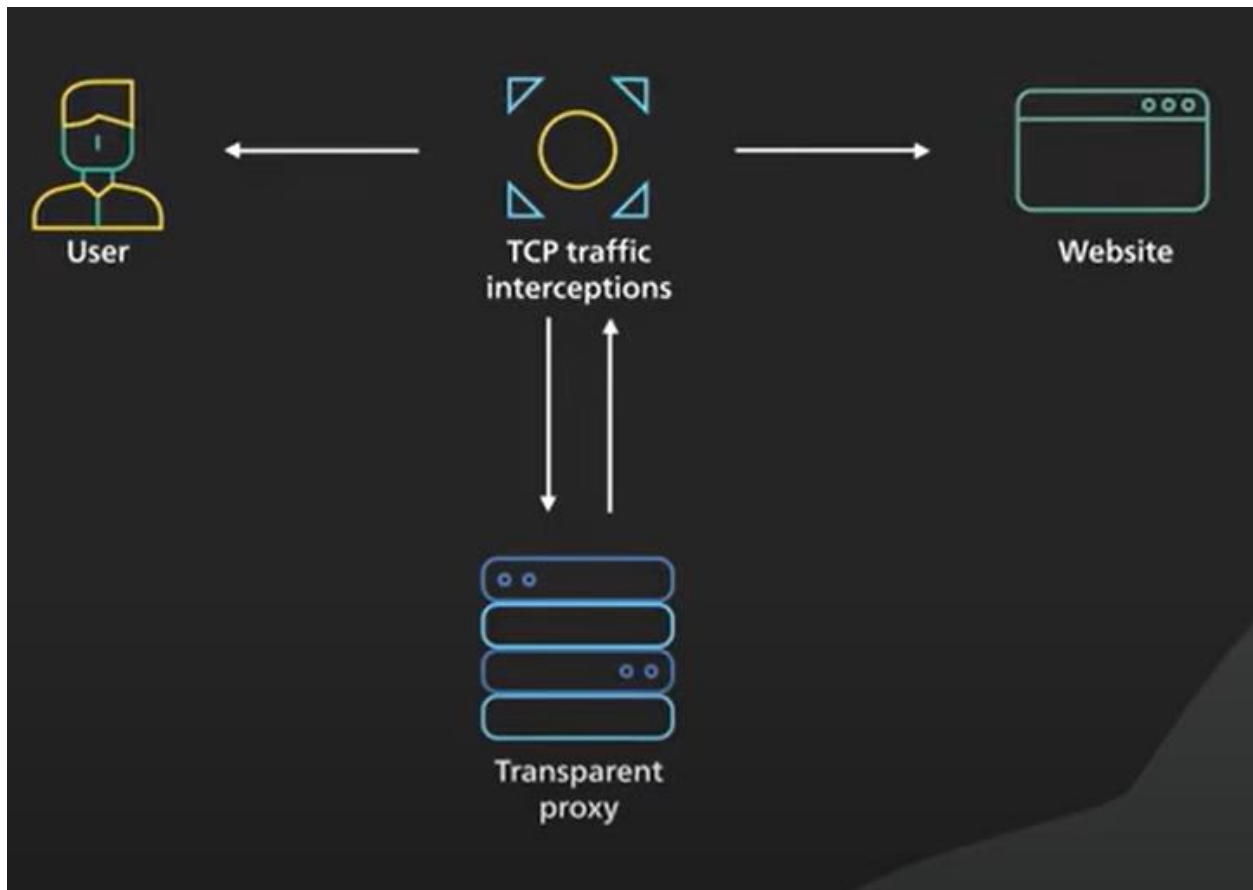 User
TCP traffic
interceptions
Website
Transparent
proxy